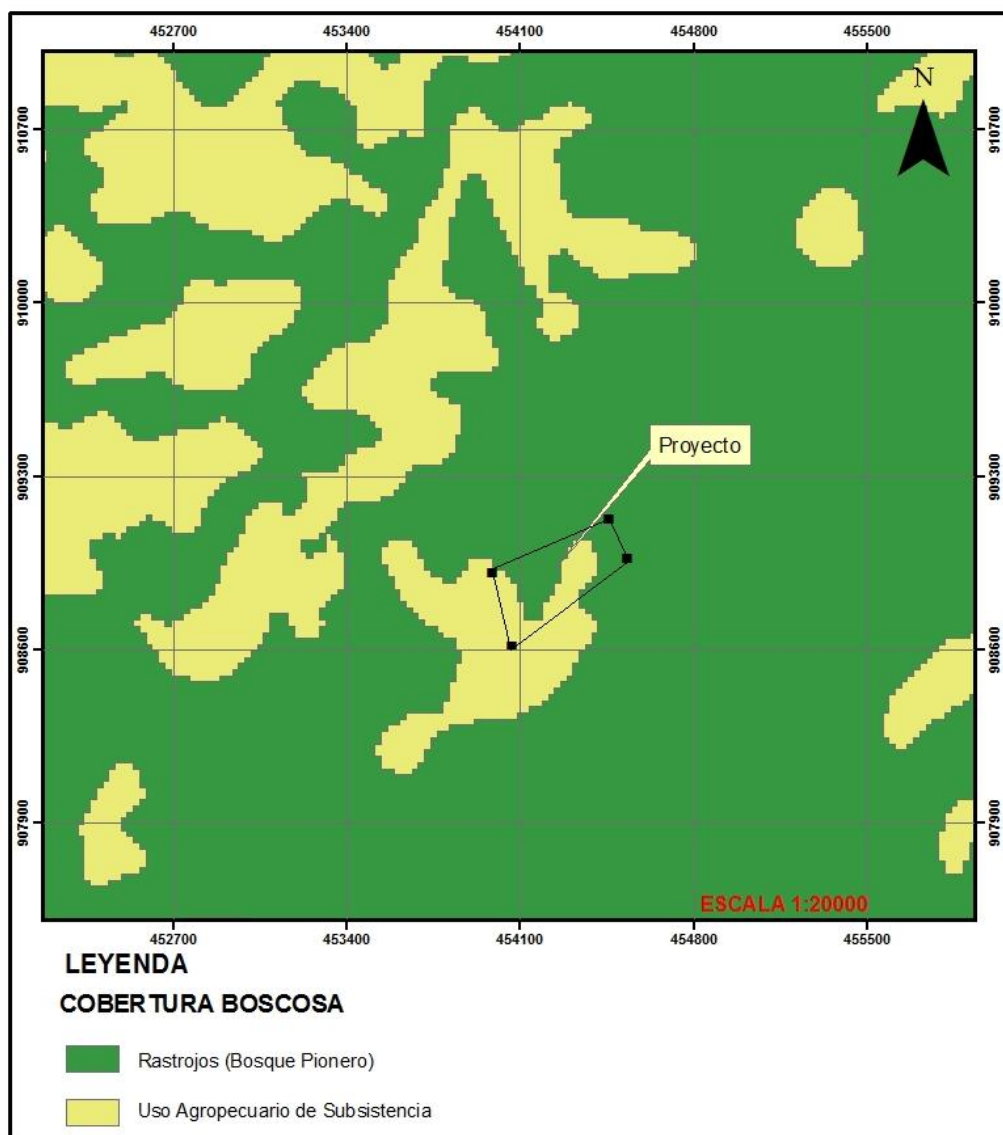 452700 453400 454100 454800 455500
N
910700 910700
910000 910000
Proyecto
909300 909300
908600 908600
907900 907900
ESCALA 1:20000
452700 453400 454100 454800 455500
LEYENDA
COBERTURA BOSCOSA
Rastrojos (Bosque Pionero)
Uso Agropecuario de Subsistencia